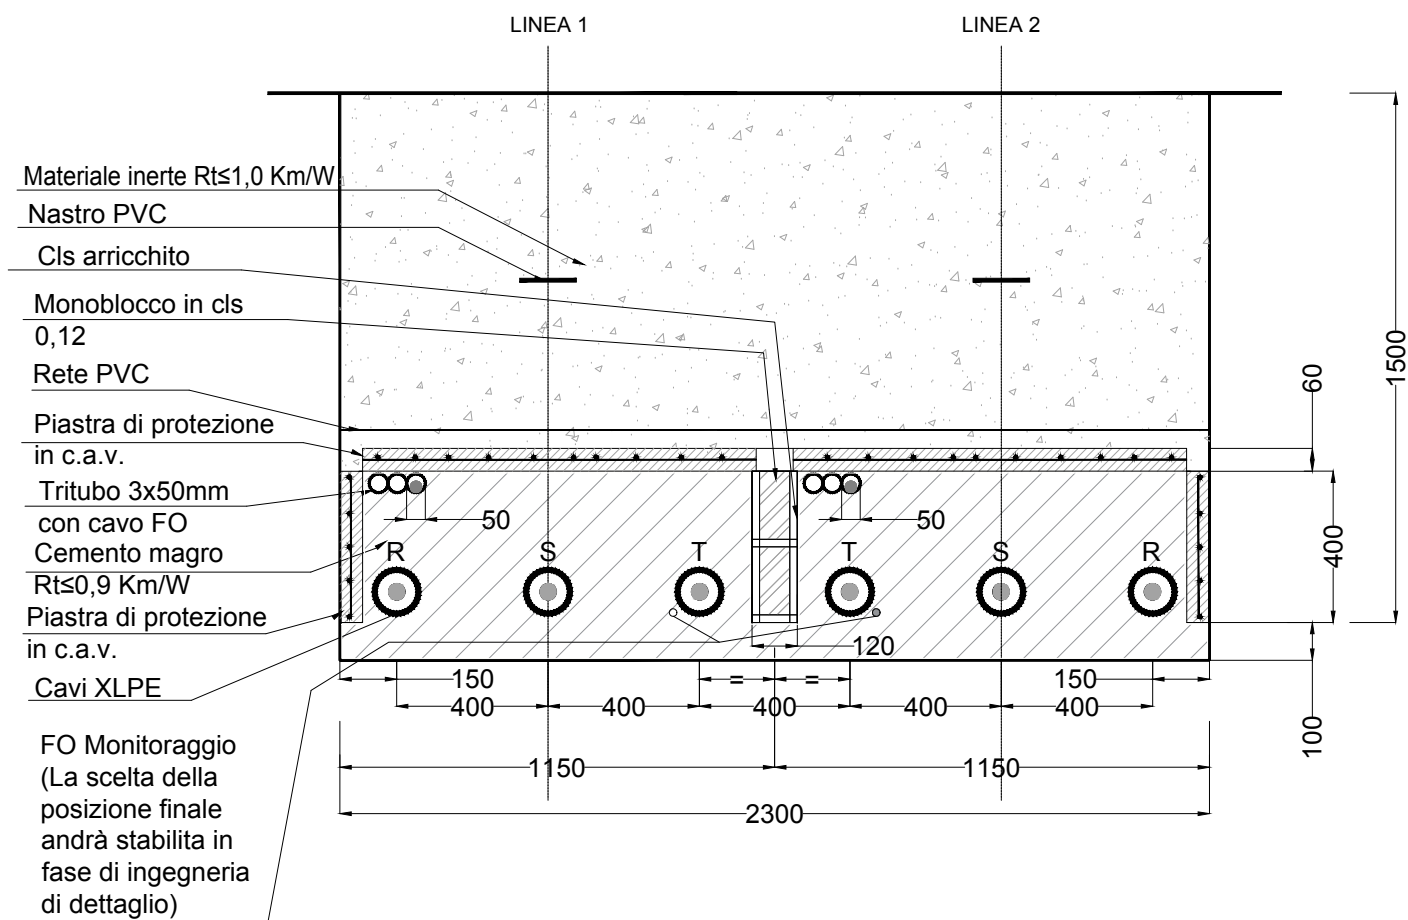 LINEA 1
LINEA 2
Materiale inerte Rt≤1,0 Km/W
Nastro PVC
Cls arricchito
Monoblocco in cls
0,12
Rete PVC
Piastra di protezione
in c.a.v.
Tritubo 3x50mm
con cavo FO
Cemento magro
Rt≤0,9 Km/W
Piastra di protezione
in c.a.v.
Cavi XLPE
FO Monitoraggio
(La scelta della
posizione finale
andrà stabilita in
fase di ingegneria
di dettaglio)
50
50
R
S
T
T
S
R
120
150
=
=
150
400
400
400
400
400
1150
1150
2300
60
400
100
1500